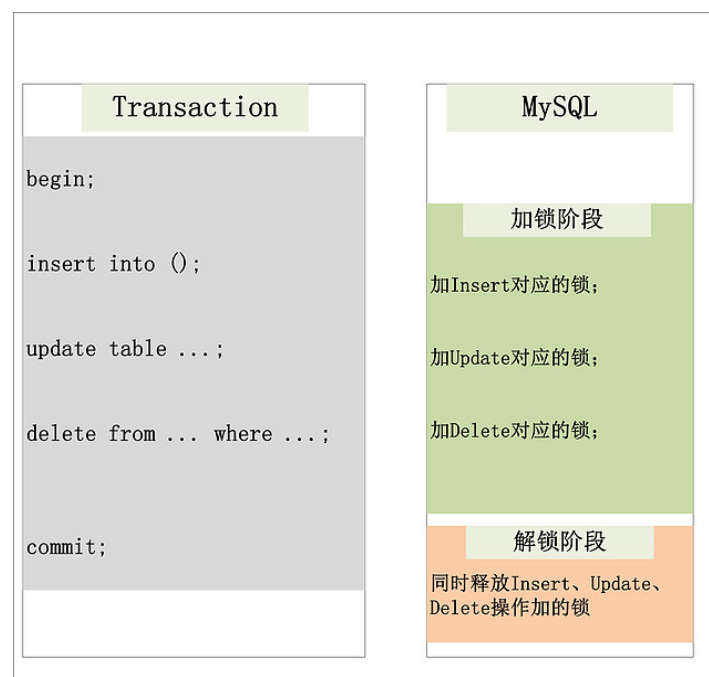 Transaction
begin;
insert into ();
update table ...;
delete from ... where ...;
commit;
MySQL
加锁阶段
加Insert对应的锁;
加Update对应的锁;
加Delete对应的锁;
解锁阶段
同时释放Insert、Update、
Delete操作加的锁